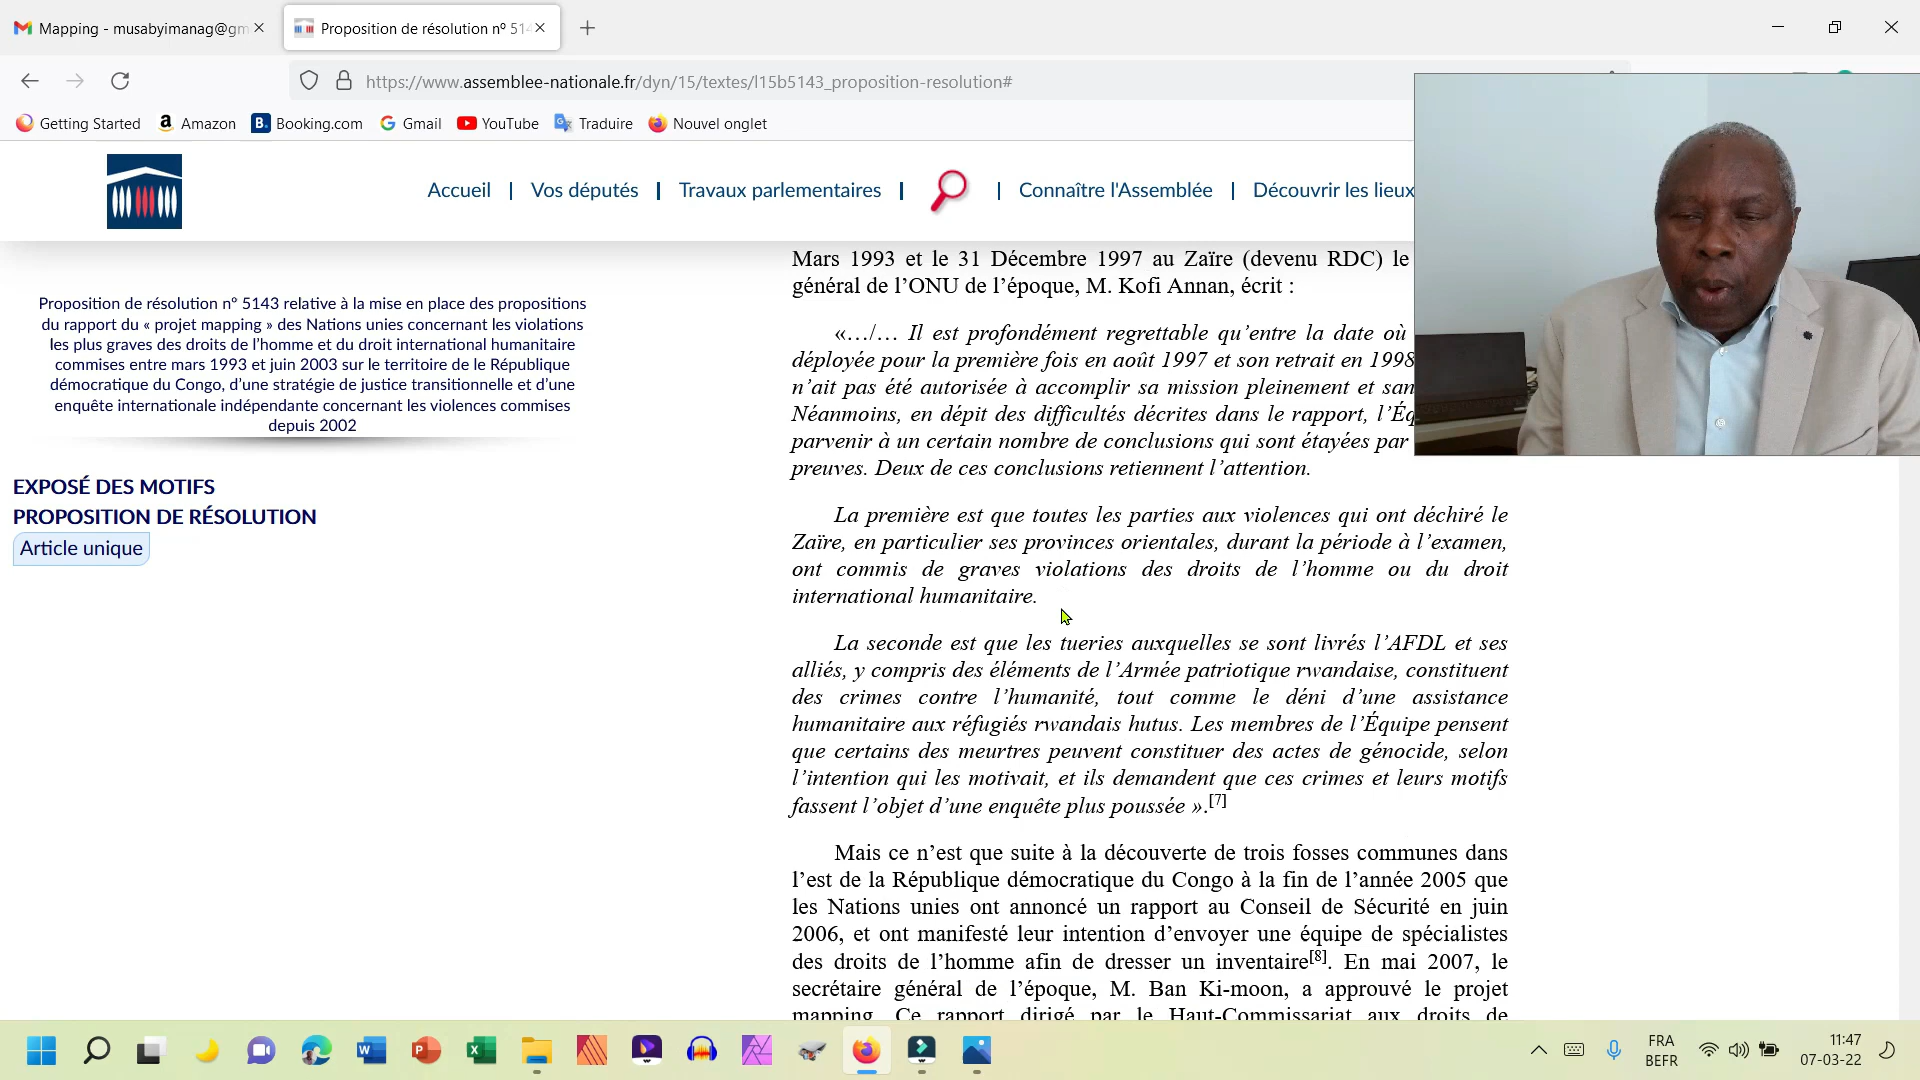 Mapping - musabyimanag@gm
Proposition de résolution nº 514
https://www.assemblee-nationale.fr/dyn/15/textes/l15b5143_proposition-resolution#
Getting Started
Amazon
Booking.com
Gmail
YouTube
Traduire
Nouvel onglet
Accueil
Vos députés
Travaux parlementaires
Connaître l'Assemblée
Découvrir les lieux
Proposition de résolution nº 5143 relative à la mise en place des propositions
du rapport du « projet mapping » des Nations unies concernant les violations
les plus graves des droits de l’homme et du droit international humanitaire
commises entre mars 1993 et juin 2003 sur le territoire de la République
démocratique du Congo, d’une stratégie de justice transitionnelle et d’une
enquête internationale indépendante concernant les violences commises
depuis 2002
EXPOSÉ DES MOTIFS
PROPOSITION DE RÉSOLUTION
Article unique
Mars 1993 et le 31 Décembre 1997 au Zaïre (devenu RDC) le
général de l’ONU de l’époque, M. Kofi Annan, écrit :
«…/… Il est profondément regrettable qu’entre la date où
déployée pour la première fois en août 1997 et son retrait en 1998
n’ait pas été autorisée à accomplir sa mission pleinement et san
Néanmoins, en dépit des difficultés décrites dans le rapport, l’Éq
parvenir à un certain nombre de conclusions qui sont étayées par
preuves. Deux de ces conclusions retiennent l’attention.
La première est que toutes les parties aux violences qui ont déchiré le
Zaïre, en particulier ses provinces orientales, durant la période à l’examen,
ont commis de graves violations des droits de l’homme ou du droit
international humanitaire.
La seconde est que les tueries auxquelles se sont livrés l’AFDL et ses
alliés, y compris des éléments de l’Armée patriotique rwandaise, constituent
des crimes contre l’humanité, tout comme le déni d’une assistance
humanitaire aux réfugiés rwandais hutus. Les membres de l’Équipe pensent
que certains des meurtres peuvent constituer des actes de génocide, selon
l’intention qui les motivait, et ils demandent que ces crimes et leurs motifs
fassent l’objet d’une enquête plus poussée ».[7]
Mais ce n’est que suite à la découverte de trois fosses communes dans
l’est de la République démocratique du Congo à la fin de l’année 2005 que
les Nations unies ont annoncé un rapport au Conseil de Sécurité en juin
2006, et ont manifesté leur intention d’envoyer une équipe de spécialistes
des droits de l’homme afin de dresser un inventaire[8]. En mai 2007, le
secrétaire général de l’époque, M. Ban Ki-moon, a approuvé le projet
mapping. Ce rapport dirigé par le Haut-Commissariat aux droits de
FRA
BEFR
11:47
07-03-22